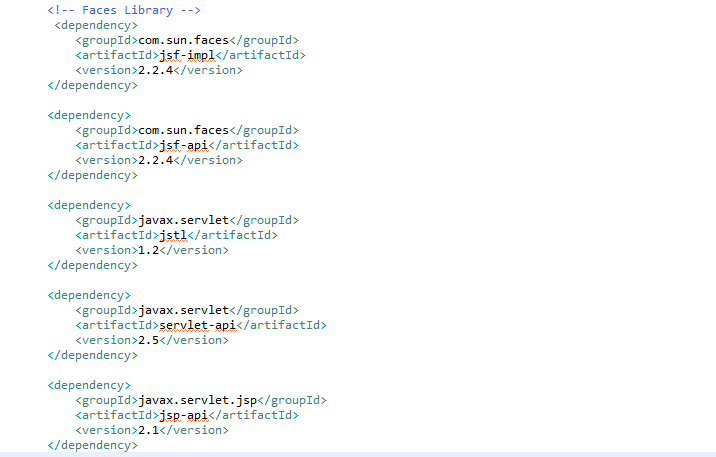 <!-- Faces Library -->
<dependency>
<groupId>com.sun.faces</groupId>
<artifactId>jsf-impl</artifactId>
<version>2.2.4</version>
</dependency>
<dependency>
<groupId>com.sun.faces</groupId>
<artifactId>jsf-api</artifactId>
<version>2.2.4</version>
</dependency>
<dependency>
<groupId>javax.servlet</groupId>
<artifactId>jstl</artifactId>
<version>1.2</version>
</dependency>
<dependency>
<groupId>javax.servlet</groupId>
<artifactId>servlet-api</artifactId>
<version>2.5</version>
</dependency>
<dependency>
<groupId>javax.servlet.jsp</groupId>
<artifactId>jsp-api</artifactId>
<version>2.1</version>
</dependency>